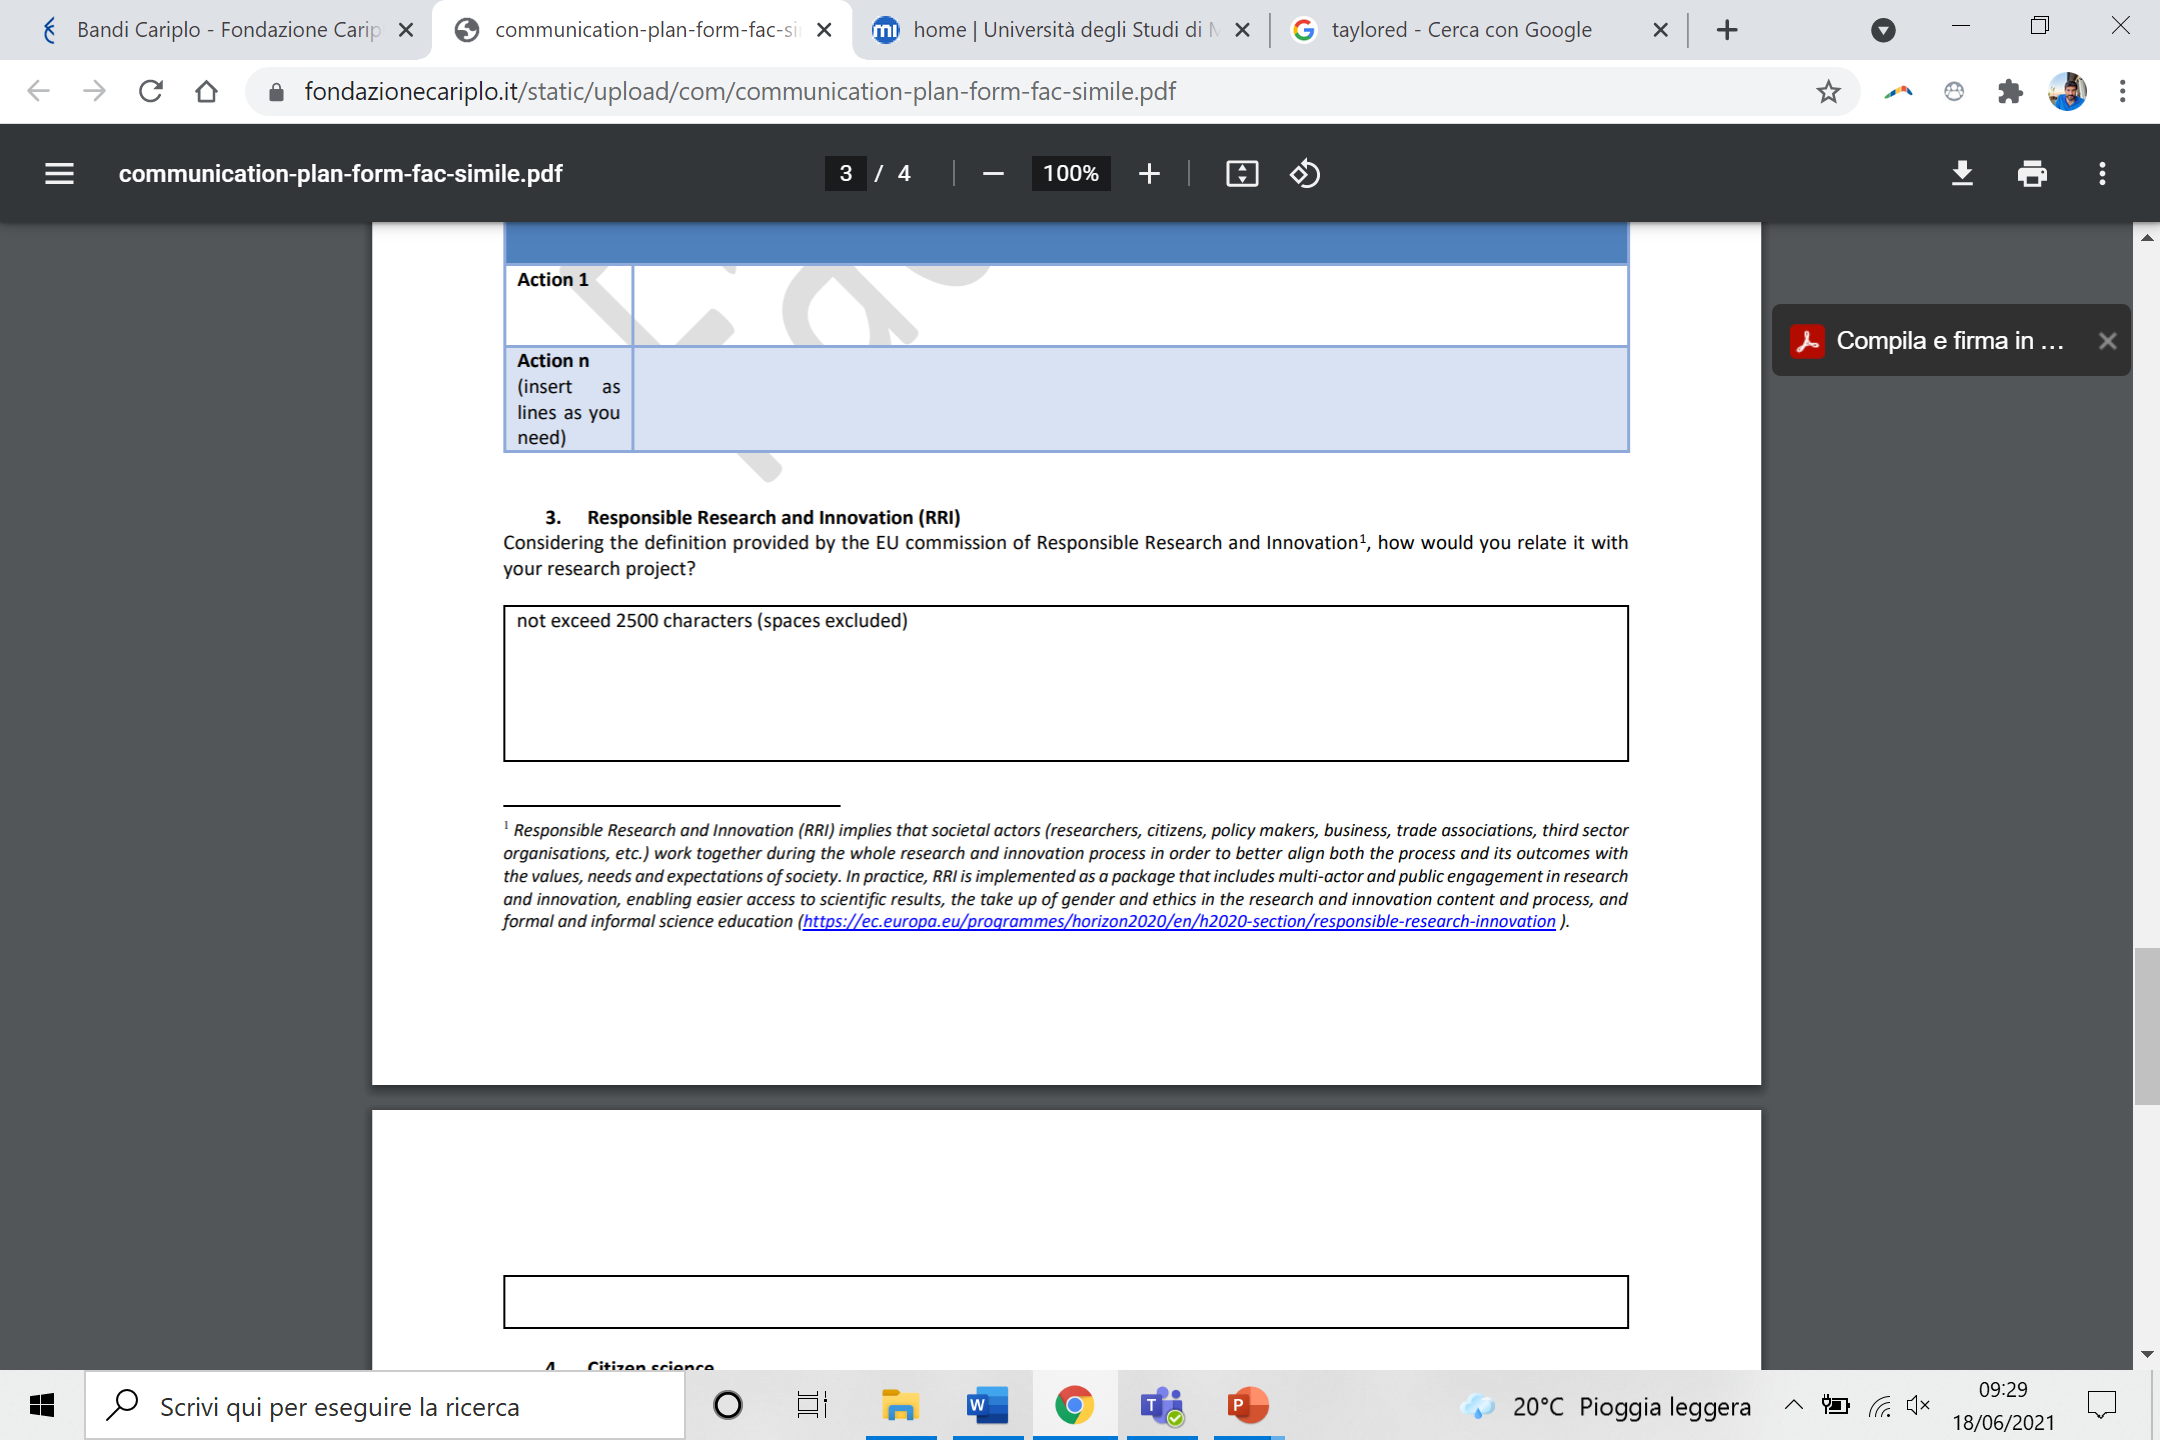 Bandi Cariplo - Fondazione Carip
communication-plan-form-fac-si
home | Università degli Studi di M
taylored - Cerca con Google
fondazionecariplo.it/static/upload/com/communication-plan-form-fac-simile.pdf
communication-plan-form-fac-simile.pdf
3 / 4
100%
Compila e firma in ...
Action 1
Action n
(insert as
lines as you
need)
3. Responsible Research and Innovation (RRI)
Considering the definition provided by the EU commission of Responsible Research and Innovation¹, how would you relate it with
your research project?
not exceed 2500 characters (spaces excluded)
¹ Responsible Research and Innovation (RRI) implies that societal actors (researchers, citizens, policy makers, business, trade associations, third sector
organisations, etc.) work together during the whole research and innovation process in order to better align both the process and its outcomes with
the values, needs and expectations of society. In practice, RRI is implemented as a package that includes multi-actor and public engagement in research
and innovation, enabling easier access to scientific results, the take up of gender and ethics in the research and innovation content and process, and
formal and informal science education (https://ec.europa.eu/programmes/horizon2020/en/h2020-section/responsible-research-innovation ).
4. Citizen science
Scrivi qui per eseguire la ricerca
20°C Pioggia leggera
09:29
18/06/2021